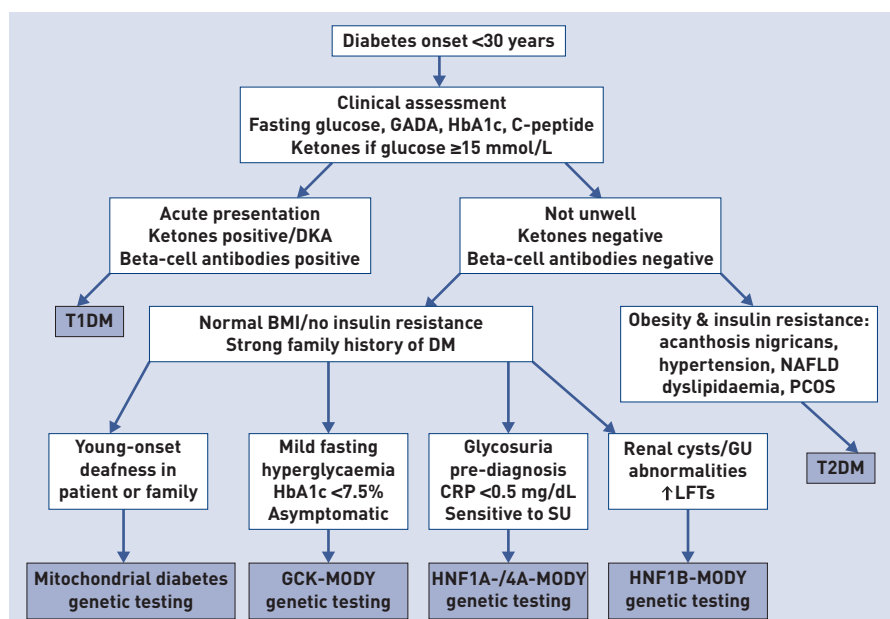 Diabetes onset <30 years
Clinical assessment
Fasting glucose, GADA, HbA1c, C-peptide
Ketones if glucose ≥15 mmol/L
Acute presentation
Ketones positive/DKA
Beta-cell antibodies positive
Not unwell
Ketones negative
Beta-cell antibodies negative
T1DM
Normal BMI/no insulin resistance
Strong family history of DM
Obesity & insulin resistance:
acanthosis nigricans,
hypertension, NAFLD
dyslipidaemia, PCOS
Young-onset
deafness in
patient or family
Mild fasting
hyperglycaemia
HbA1c <7.5%
Asymptomatic
Glycosuria
pre-diagnosis
CRP <0.5 mg/dL
Sensitive to SU
Renal cysts/GU
abnormalities
↑LFTs
T2DM
Mitochondrial diabetes
genetic testing
GCK-MODY
genetic testing
HNF1A-/4A-MODY
genetic testing
HNF1B-MODY
genetic testing